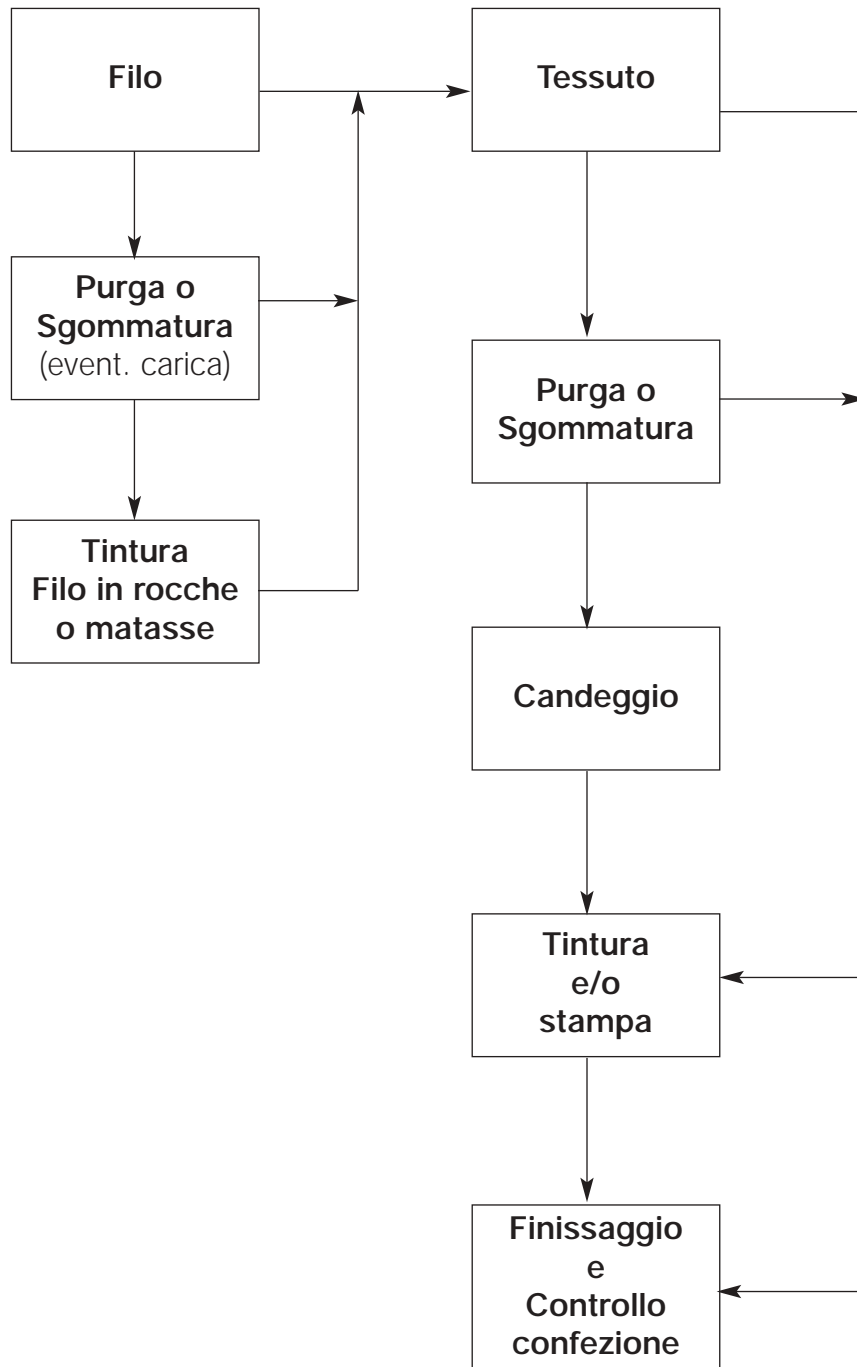 Filo
Tessuto
Purga o
Sgommatura
(event. carica)
Purga o
Sgommatura
Tintura
Filo in rocche
o matasse
Candeggio
Tintura
e/o
stampa
Finissaggio
e
Controllo
confezione